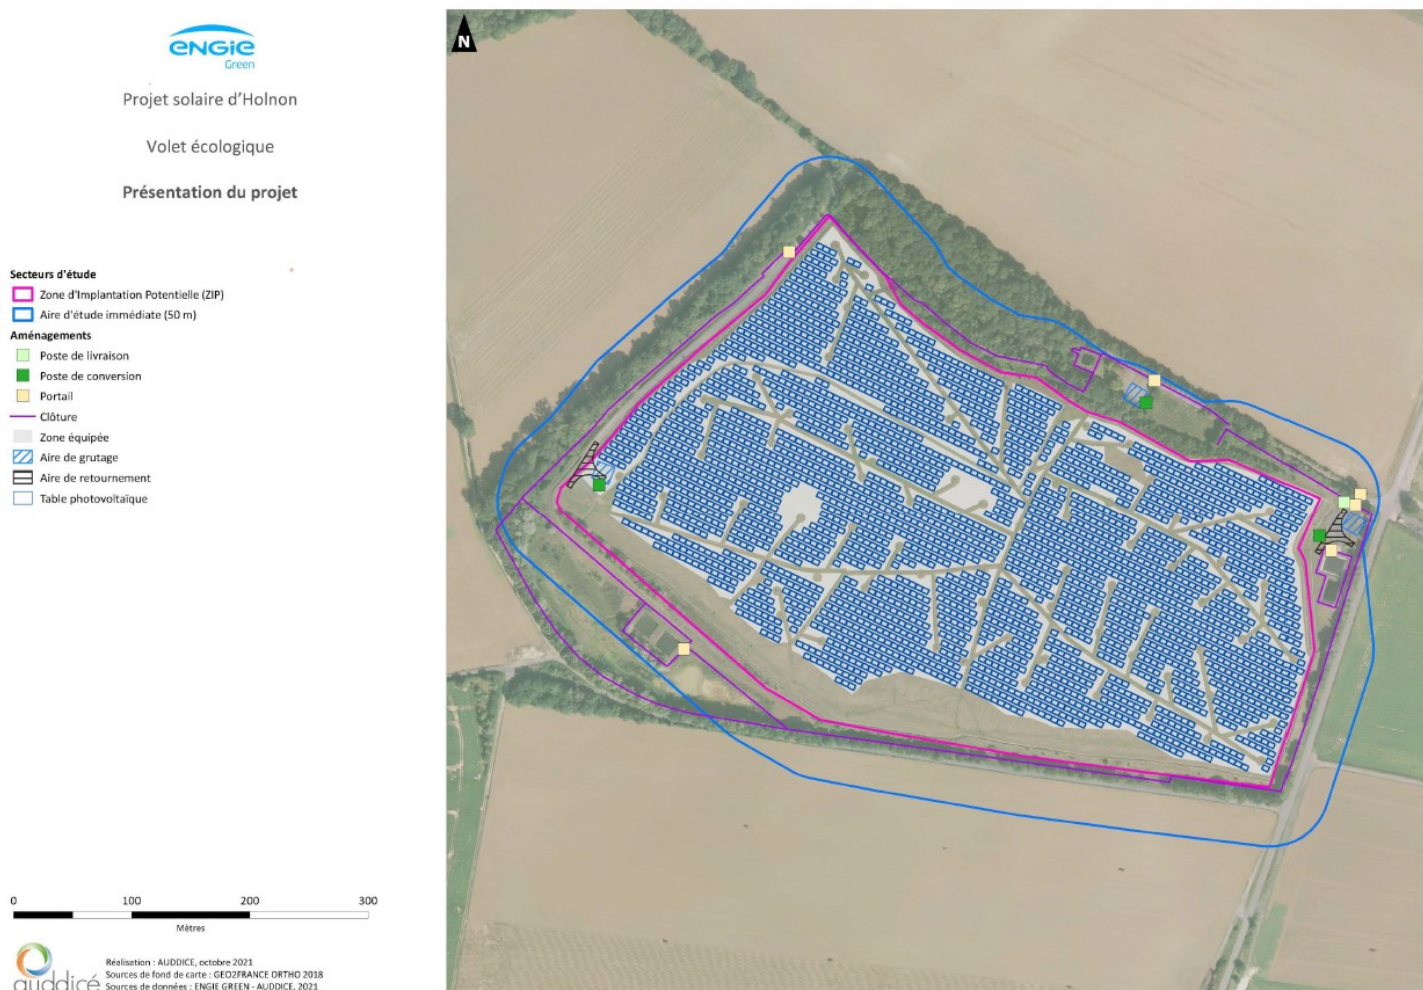 ENGIE
Green
Projet solaire d'Holnon
Volet écologique
Présentation du projet
Secteurs d'étude
Zone d'Implantation Potentielle (ZIP)
Aire d'étude immédiate (50 m)
Aménagements
Poste de livraison
Poste de conversion
Portail
Clôture
Zone équipée
Aire de grutage
Aire de retournement
Table photovoltaïque
0 100 200 300
Mètres
auddicé
Réalisation : AUDDICE, octobre 2021
Sources de fond de carte : GEO2FRANCE ORTHO 2018
Sources de données : ENGIE GREEN - AUDDICE, 2021
N